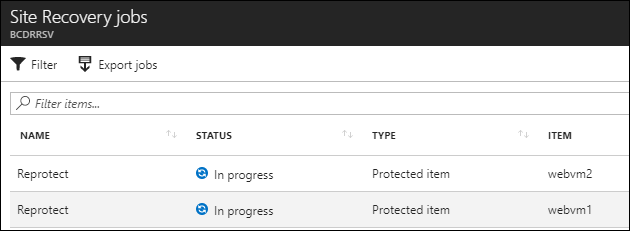 Site Recovery jobs
BCDRRSV
Filter Export jobs
Filter items...
NAME STATUS TYPE ITEM
Reprotect In progress Protected item webvm2
Reprotect In progress Protected item webvm1